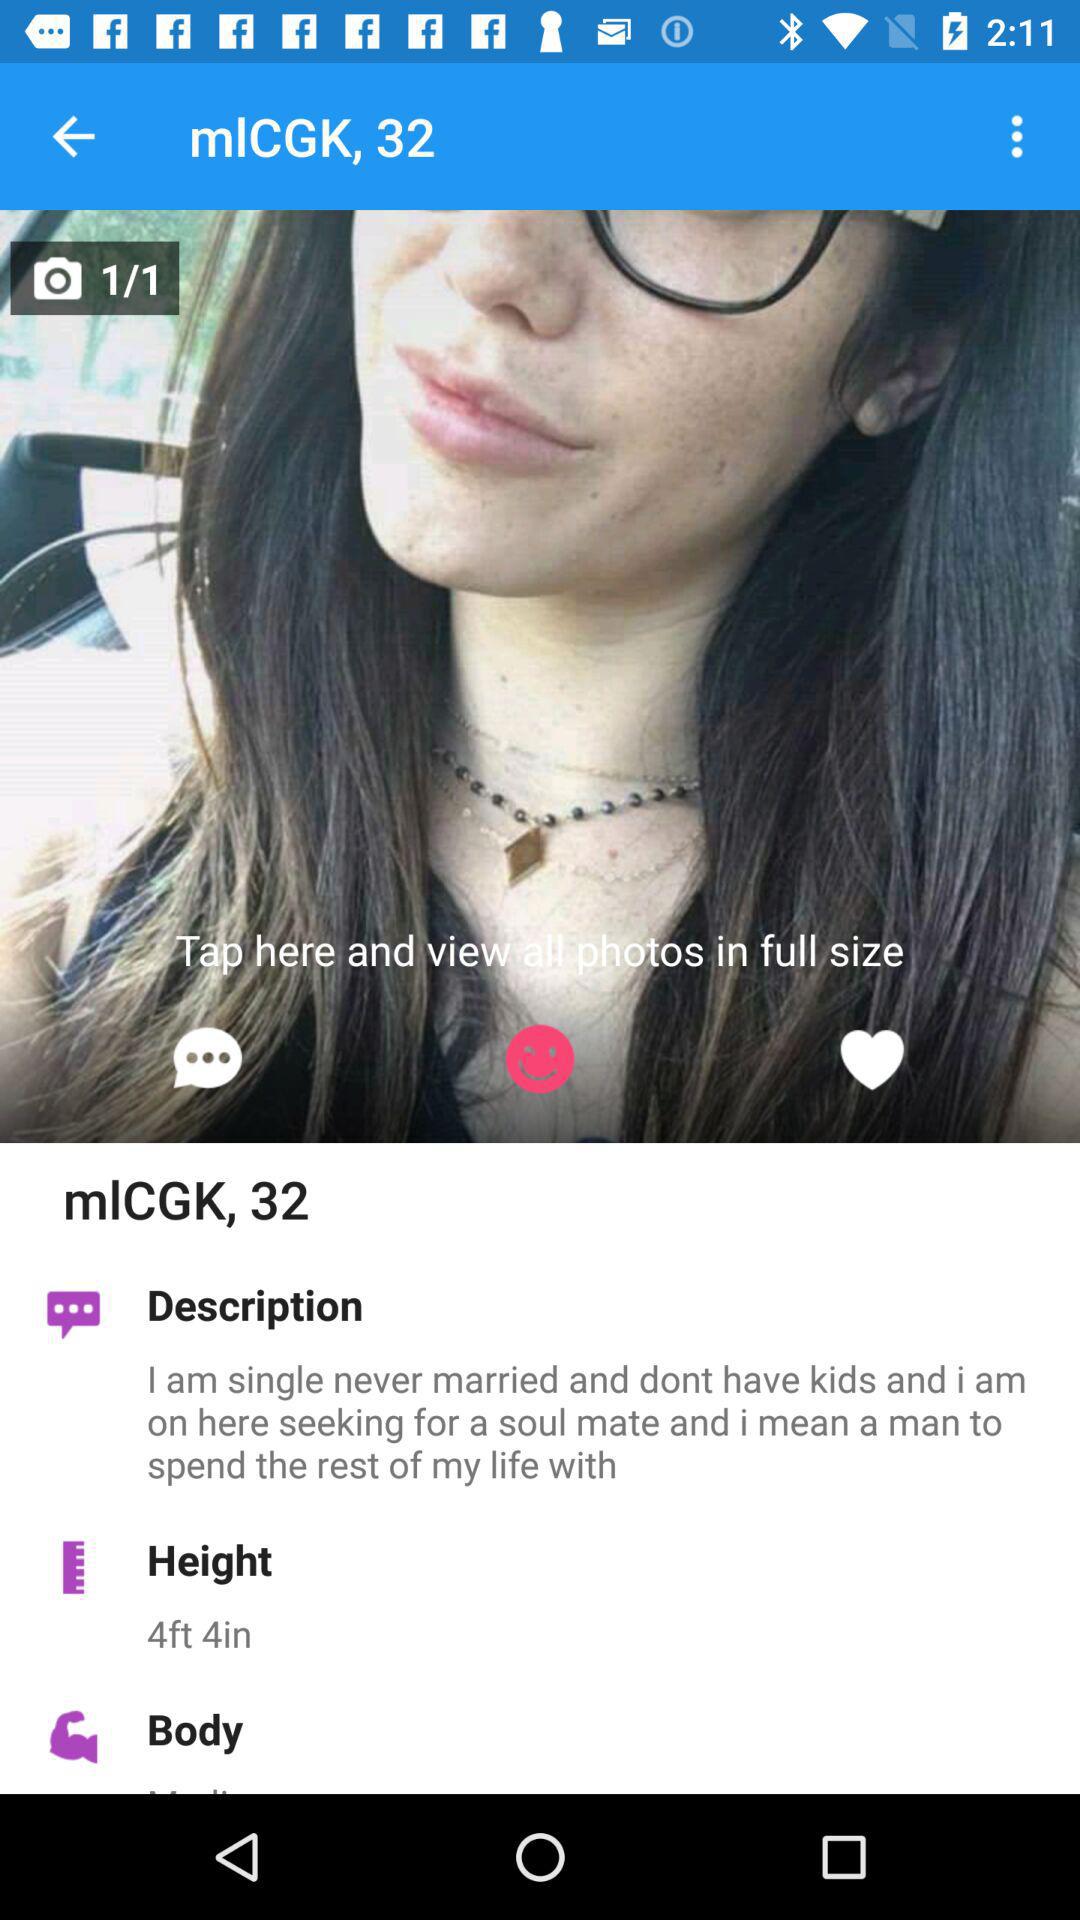 2:11
mlCGK, 32
1/1
Tap here and view all photos in full size
mlCGK, 32
Description
I am single never married and dont have kids and i am
on here seeking for a soul mate and i mean a man to
spend the rest of my life with
Height
4ft 4in
Body